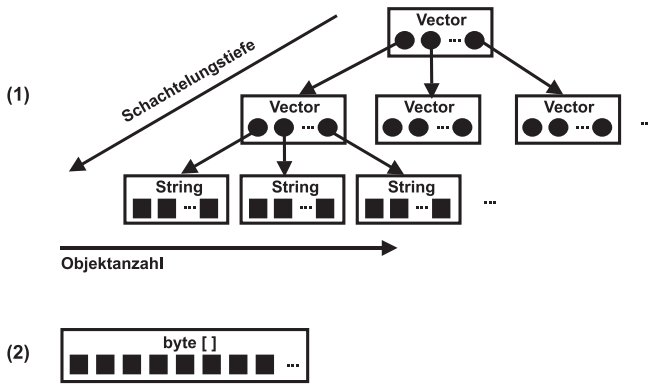 Vector
...
Schachtelungstiefe
(1)
Vector
...
Vector
...
Vector
...
...
String
...
String
...
String
...
...
Objektanzahl
(2)
byte [ ]
...